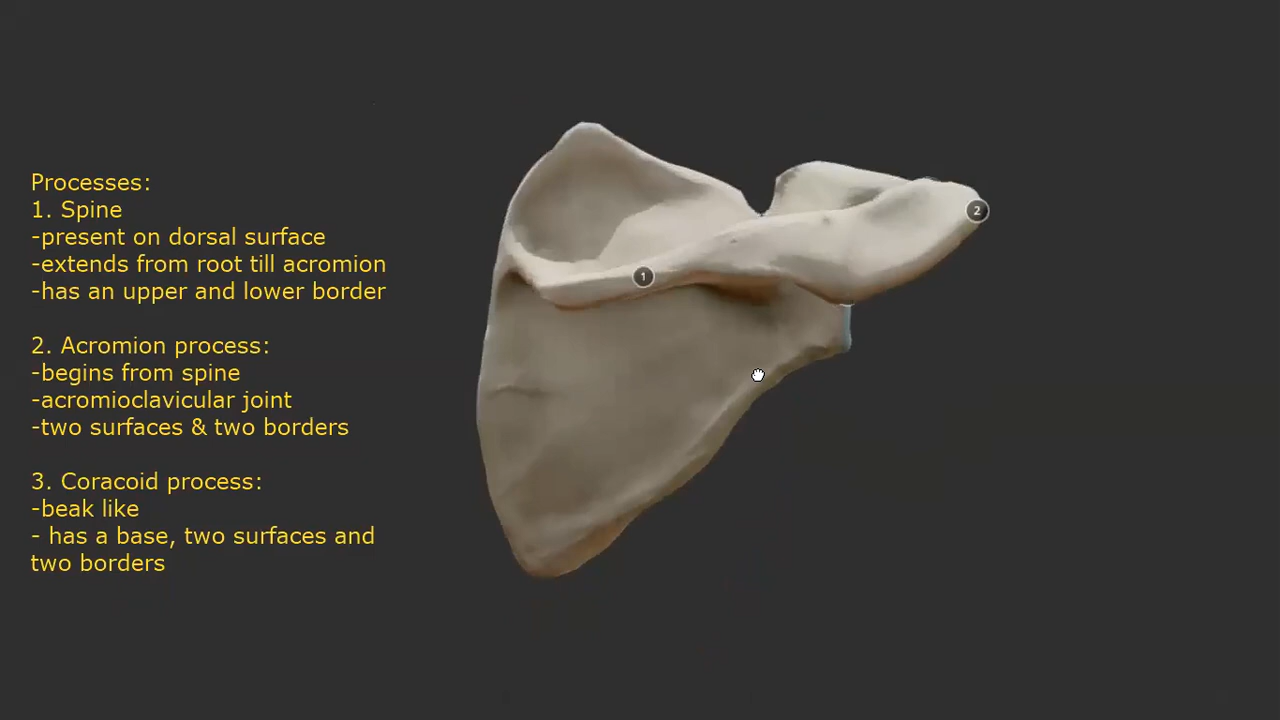 Processes:
1. Spine
-present on dorsal surface
-extends from root till acromion
-has an upper and lower border
2. Acromion process:
-begins from spine
-acromioclavicular joint
-two surfaces & two borders
3. Coracoid process:
-beak like
- has a base, two surfaces and
two borders
1
2